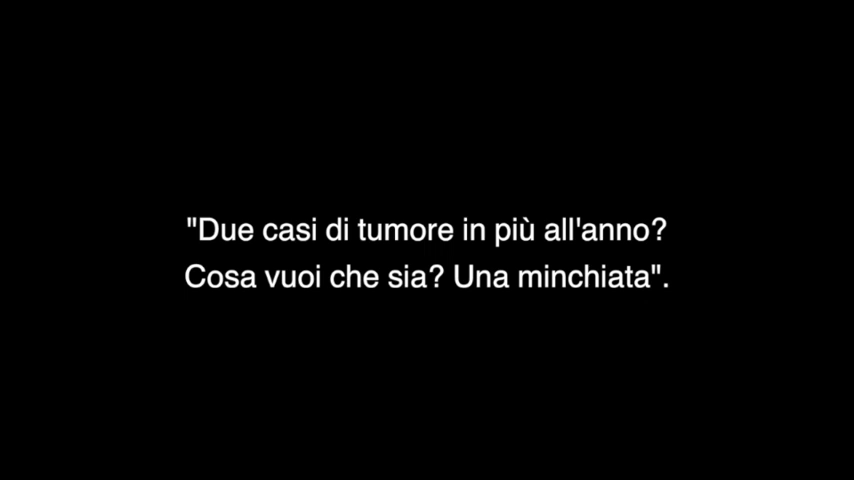 "Due casi di tumore in più all'anno?
Cosa vuoi che sia? Una minchiata".